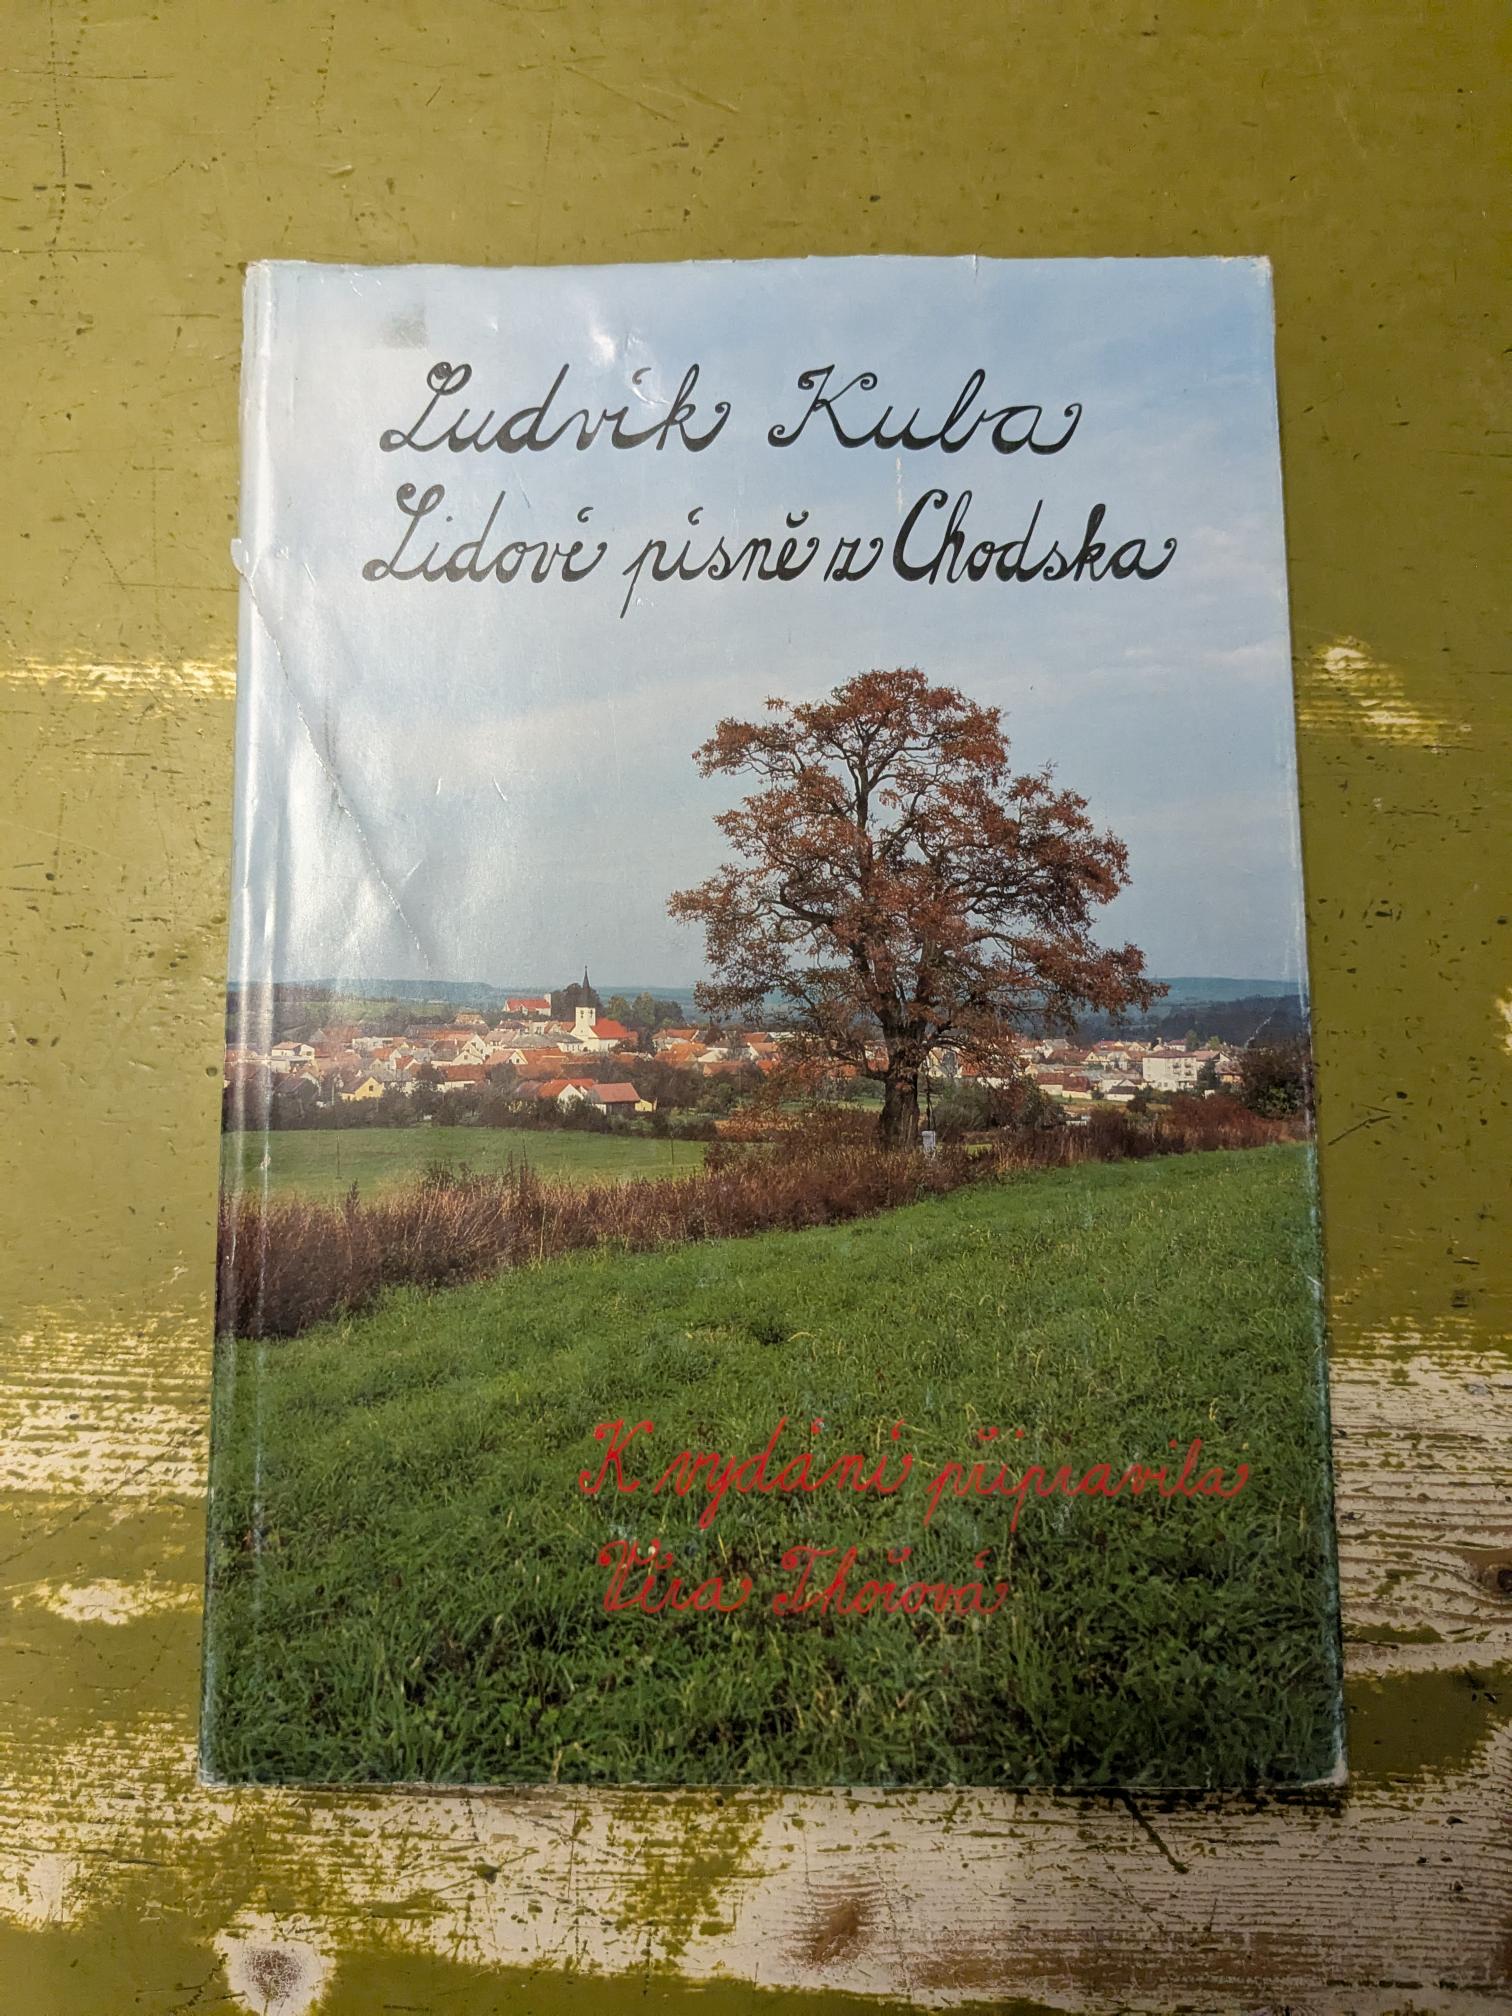 Ludvík Kuba
Lidové písně z Chodska
K vydání připravila
Věra Thořová